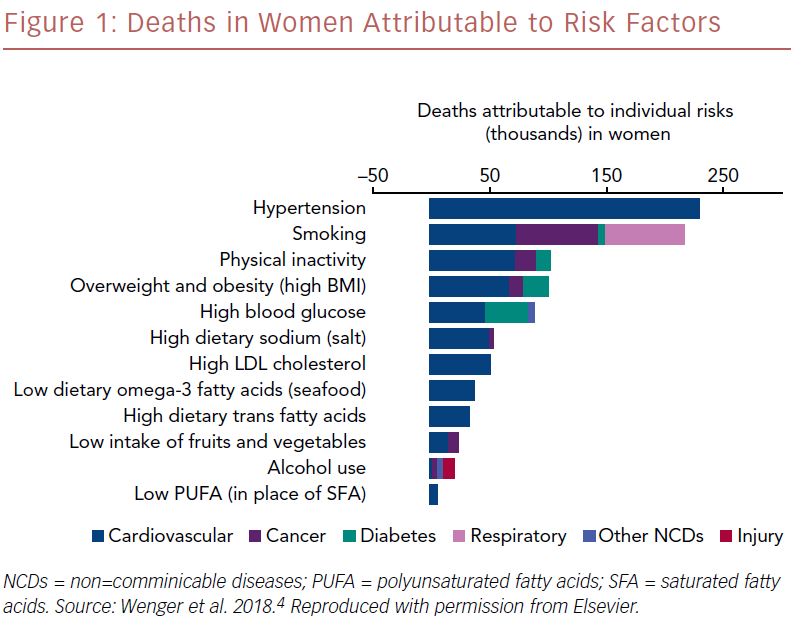 Figure 1: Deaths in Women Attributable to Risk Factors
Deaths attributable to individual risks
(thousands) in women
–50 50 150 250
Hypertension
Smoking
Physical inactivity
Overweight and obesity (high BMI)
High blood glucose
High dietary sodium (salt)
High LDL cholesterol
Low dietary omega-3 fatty acids (seafood)
High dietary trans fatty acids
Low intake of fruits and vegetables
Alcohol use
Low PUFA (in place of SFA)
Cardiovascular Cancer Diabetes Respiratory Other NCDs Injury
NCDs = non=comminicable diseases; PUFA = polyunsaturated fatty acids; SFA = saturated fatty
acids. Source: Wenger et al. 2018.⁴ Reproduced with permission from Elsevier.